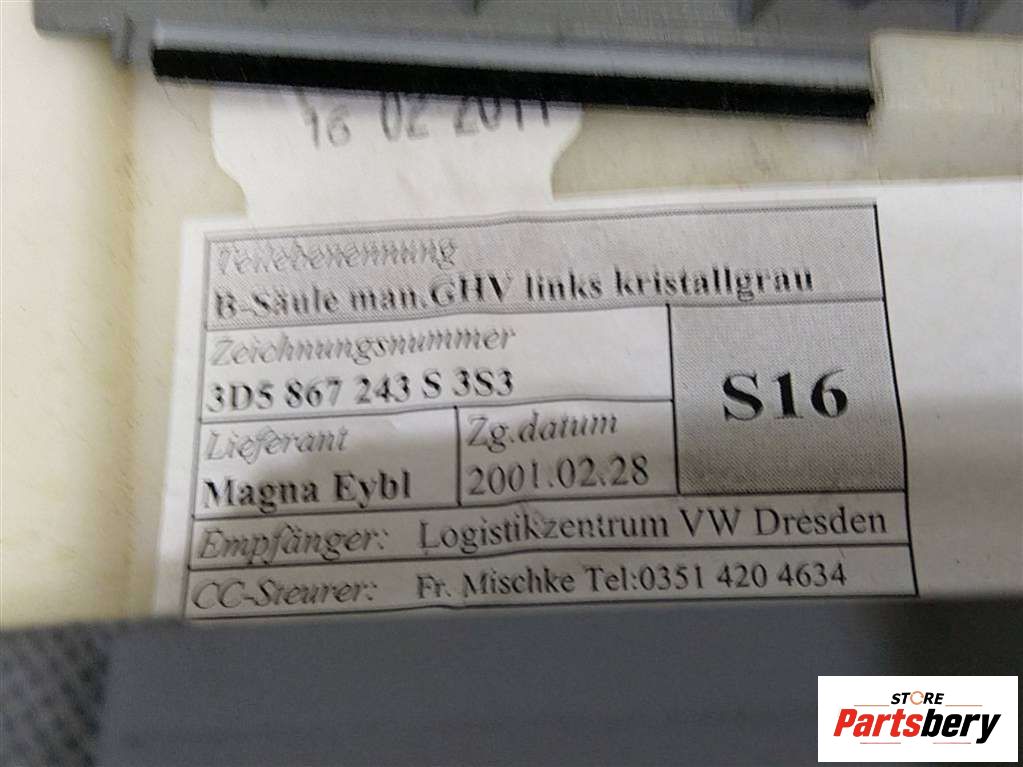 16 02 2011
Teilebenennung
B-Säule man.GHV links kristallgrau
Zeichnungsnummer
3D5 867 243 S 3S3
S16
Lieferant
Zg.datum
Magna Eybl
2001.02.28
Empfänger: Logistikzentrum VW Dresden
CC-Steurer: Fr. Mischke Tel:0351 420 4634
STORE
Partsbery